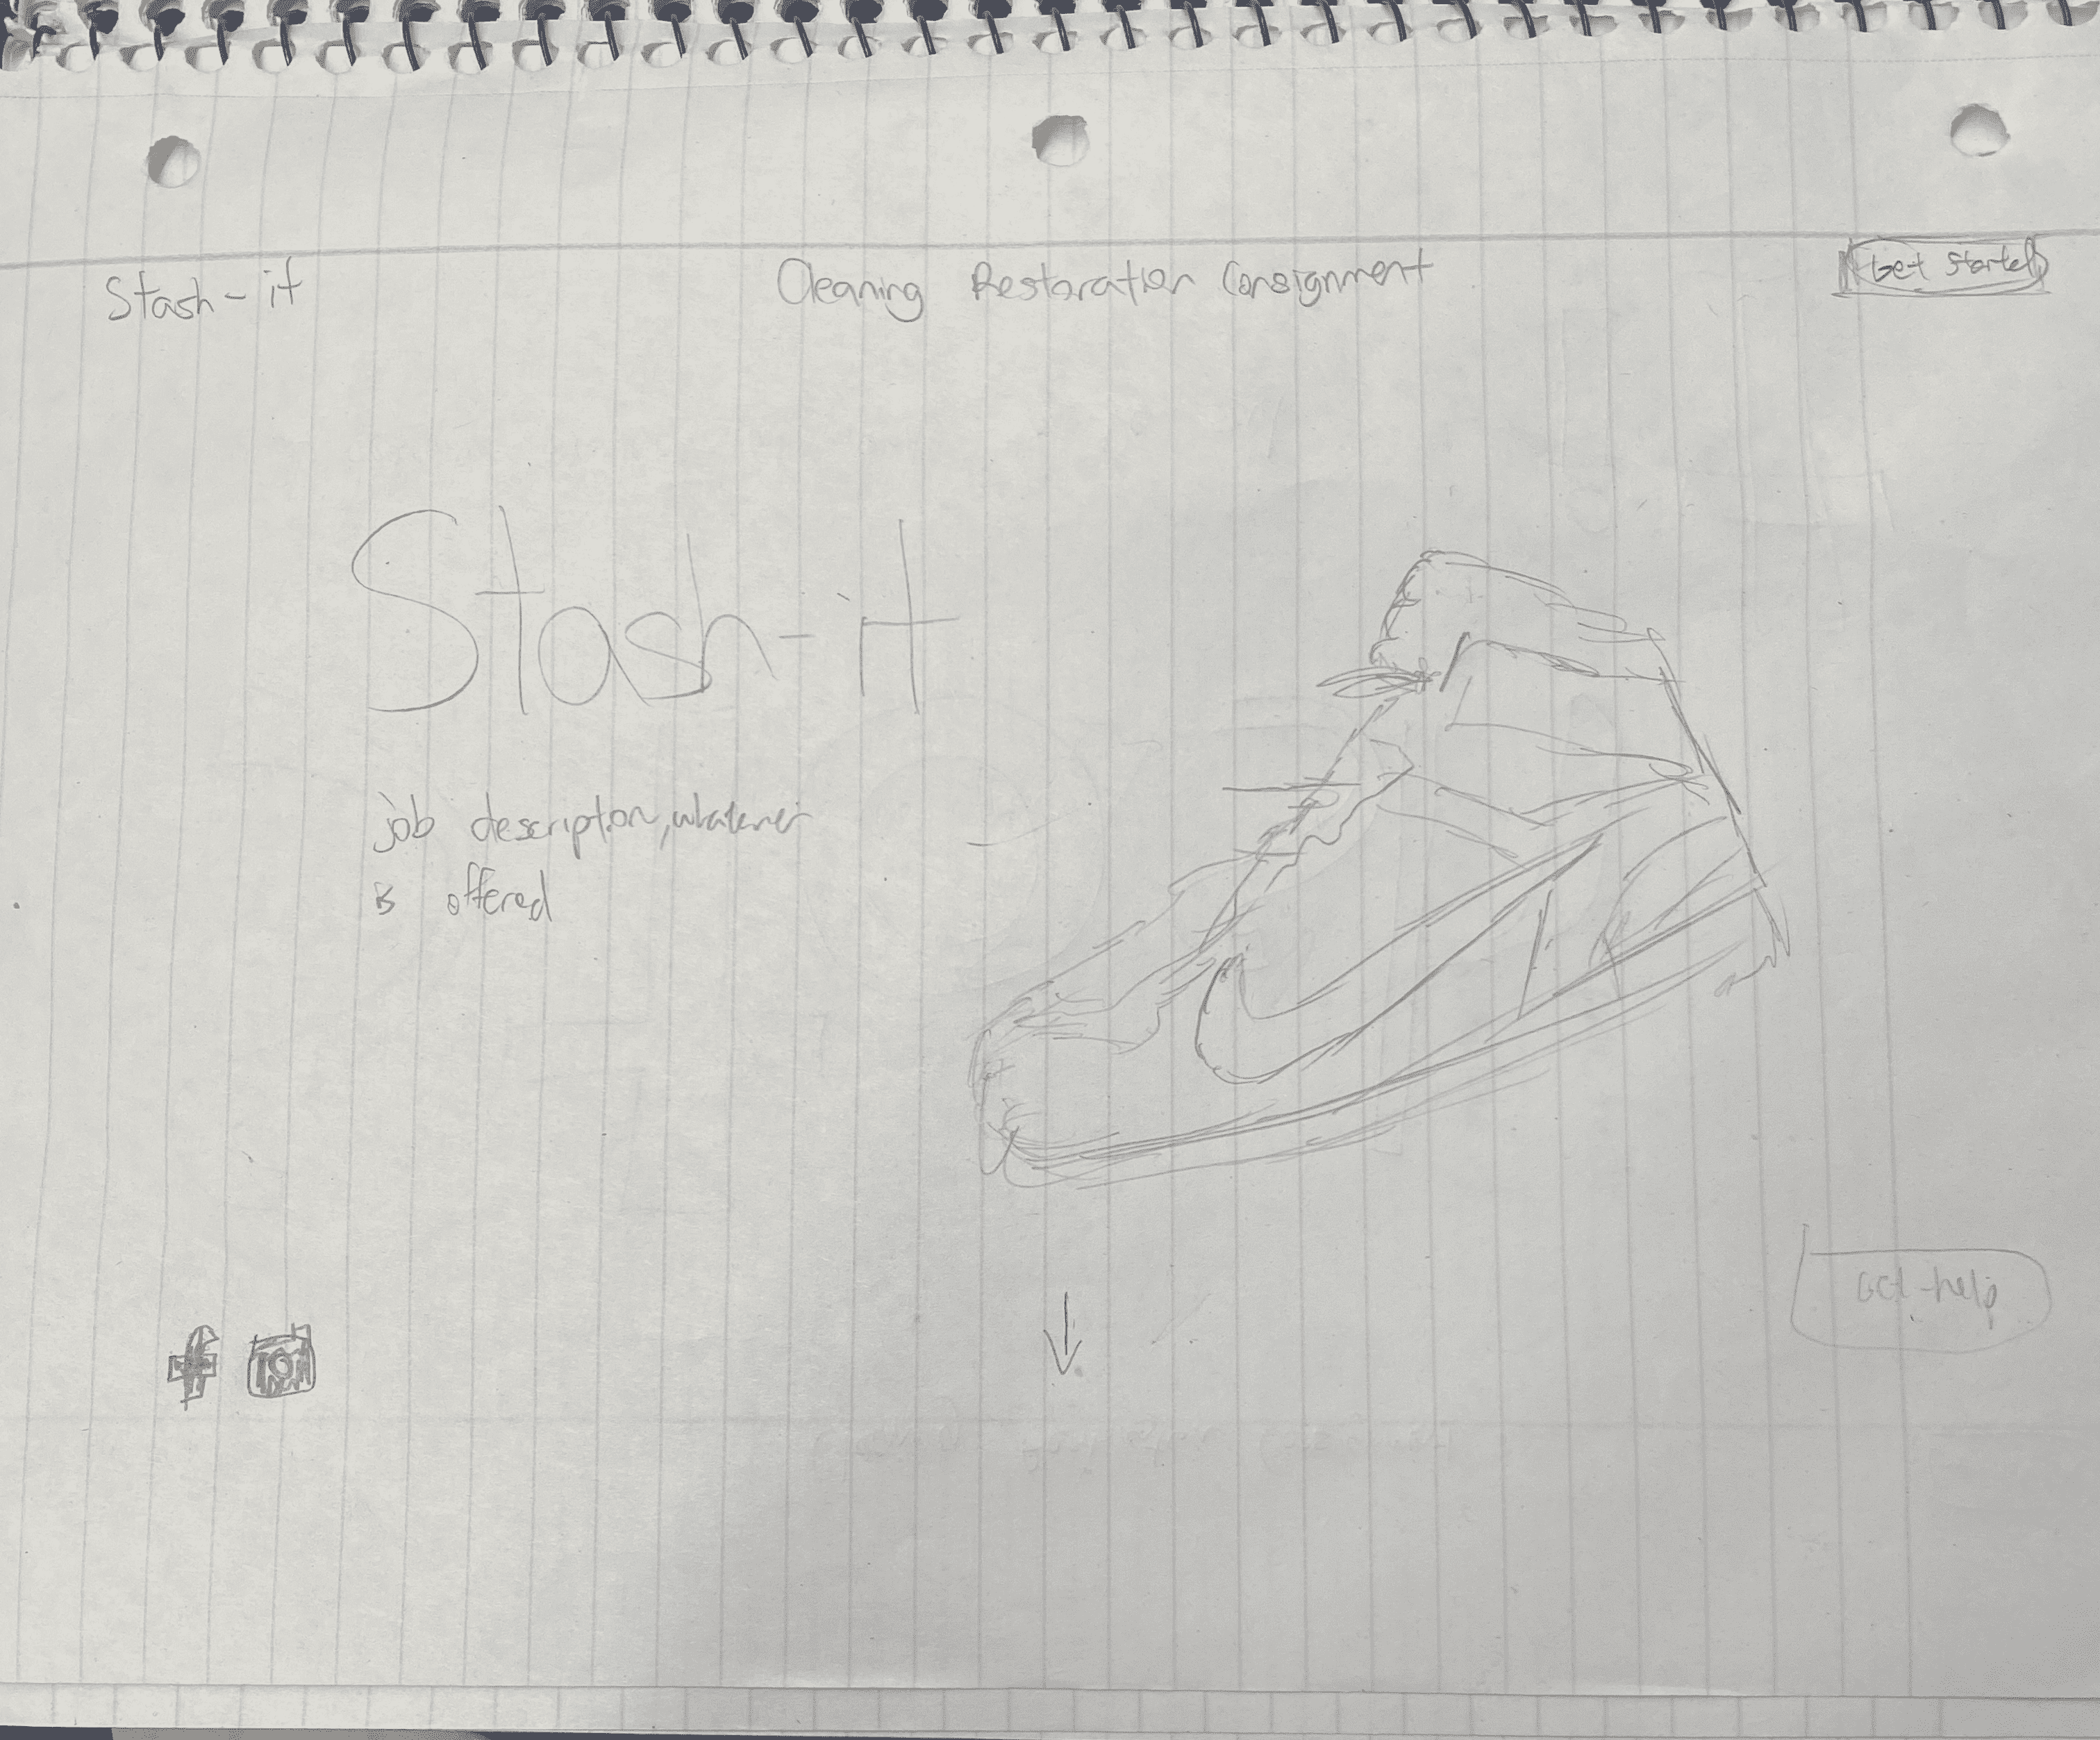 Stash-it
Cleaning Restoration Consignment
Get Started
Stash-it
job description, whatever
is offered
Get help
f